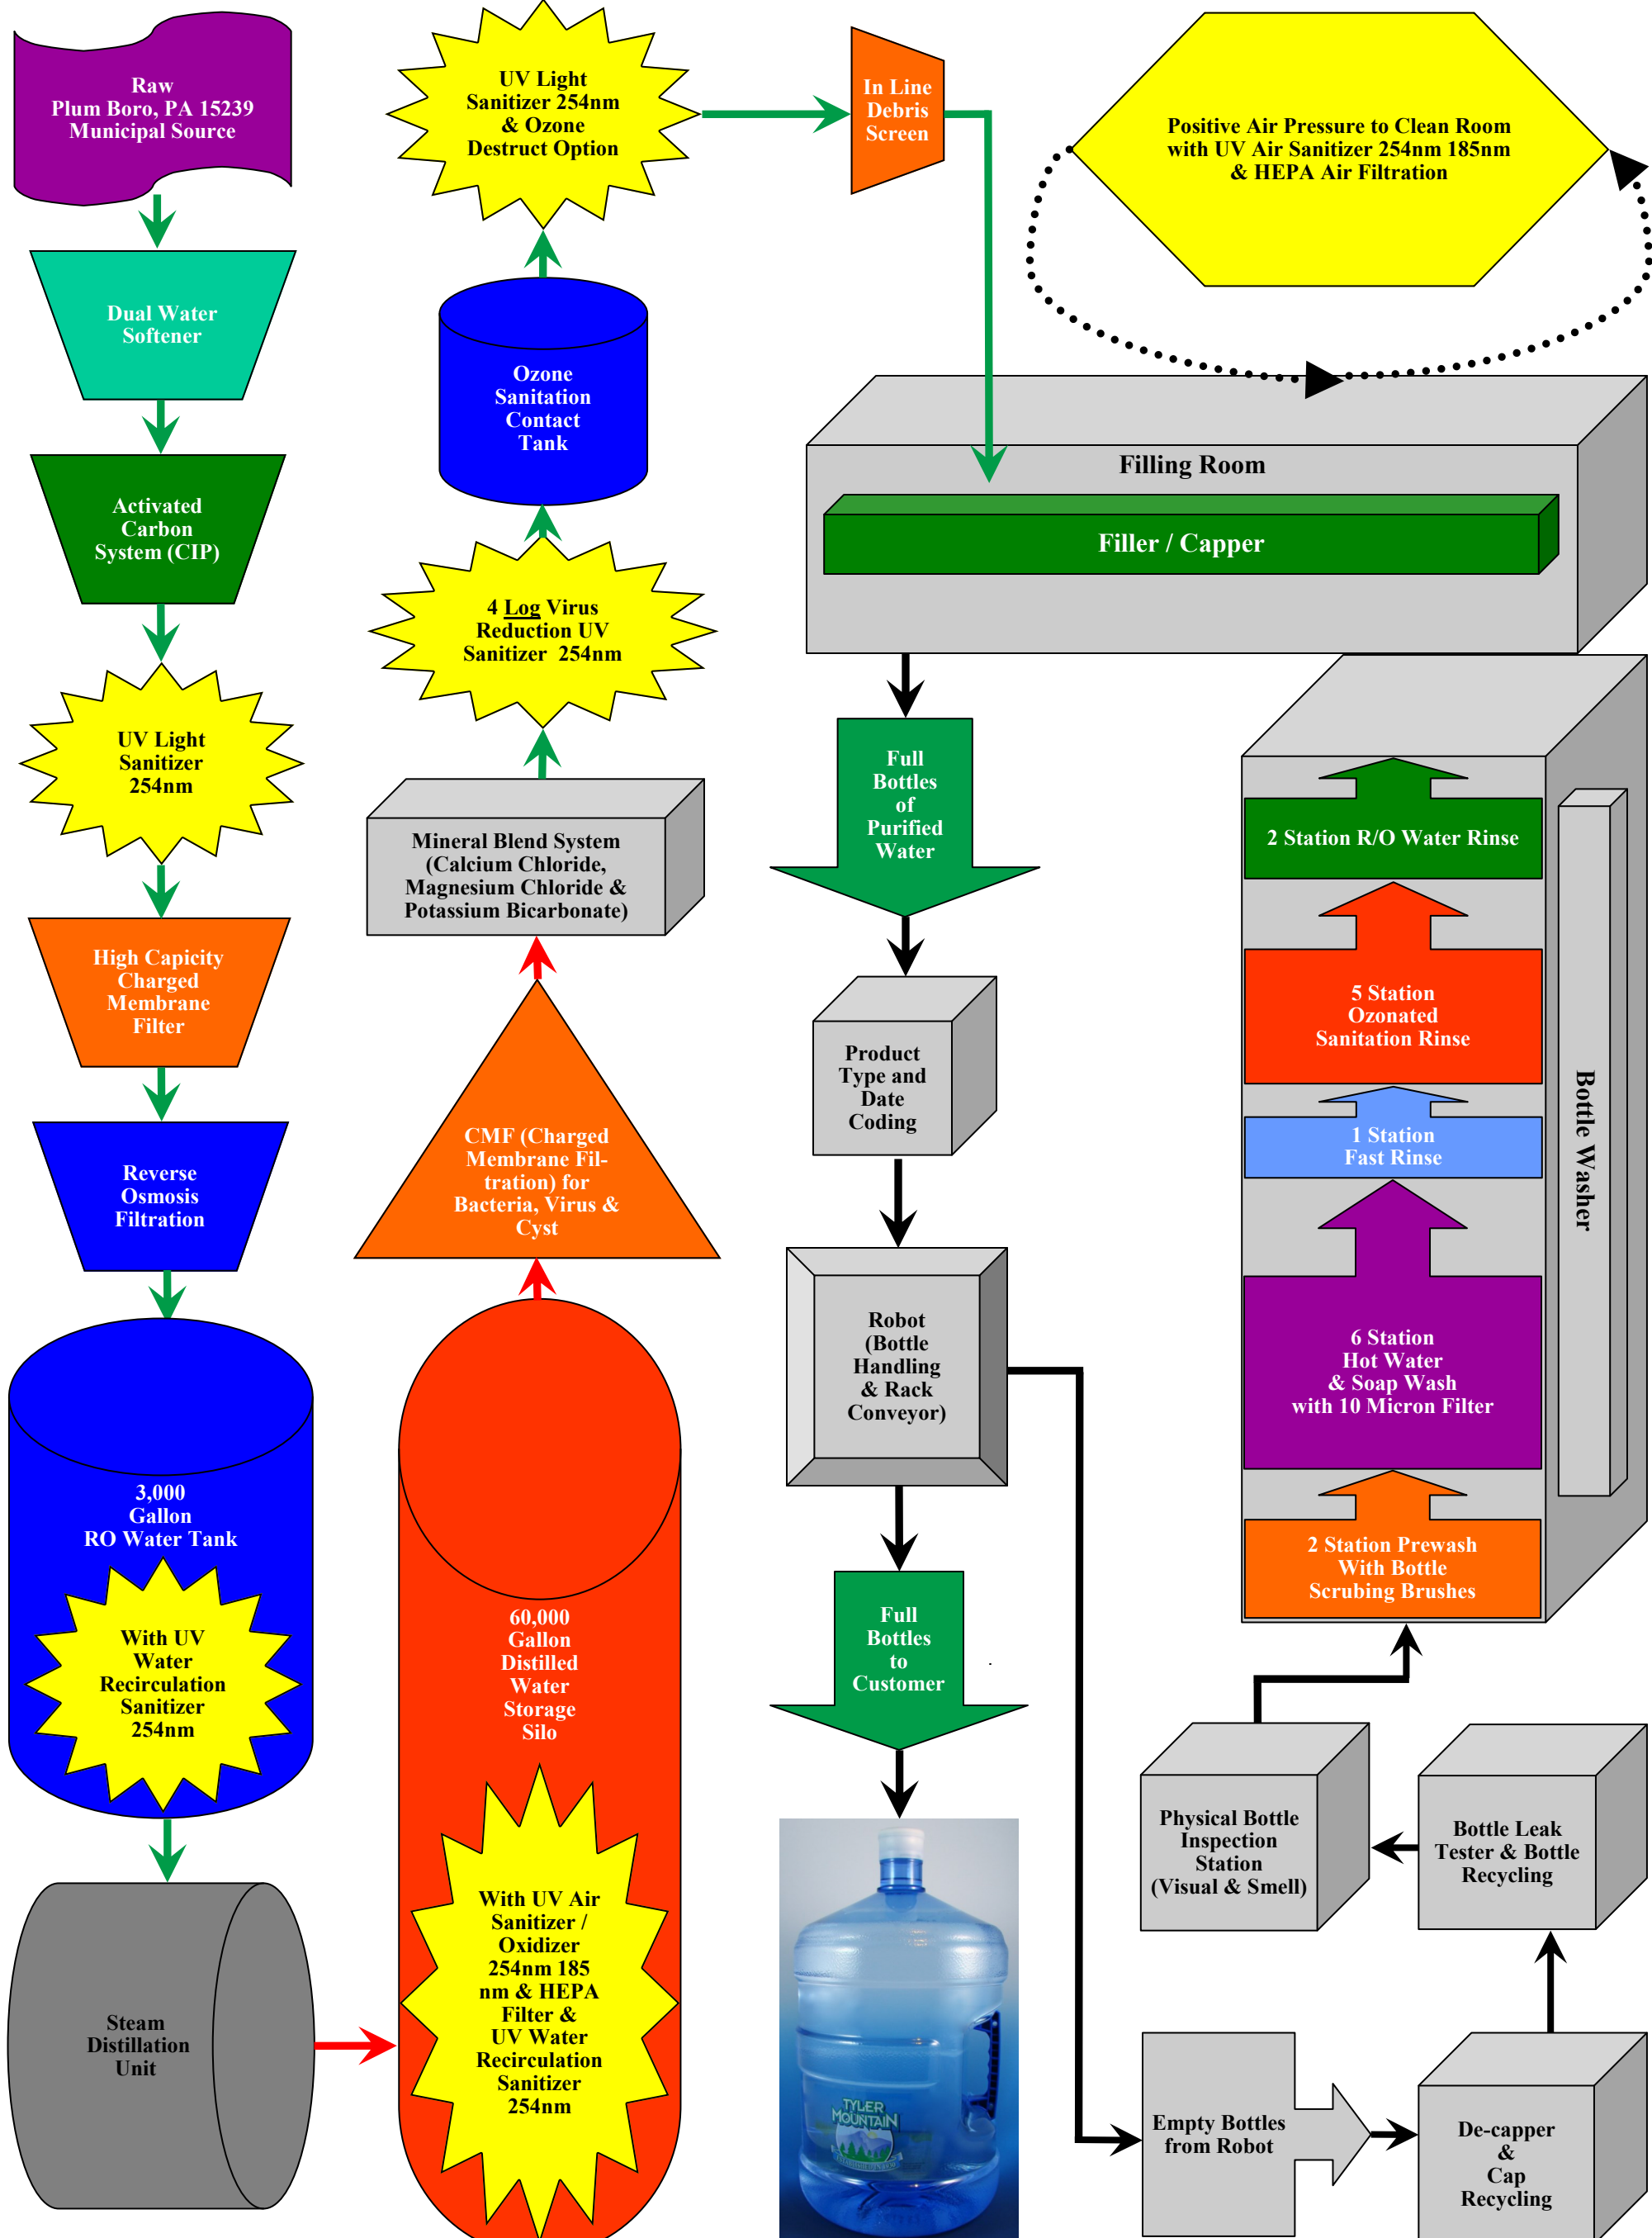 Raw
Plum Boro, PA 15239
Municipal Source
Dual Water
Softener
Activated
Carbon
System (CIP)
UV Light
Sanitizer
254nm
High Capicity
Charged
Membrane
Filter
Reverse
Osmosis
Filtration
3,000
Gallon
RO Water Tank
With UV
Water
Recirculation
Sanitizer
254nm
Steam
Distillation
Unit
60,000
Gallon
Distilled
Water
Storage
Silo
With UV Air
Sanitizer /
Oxidizer
254nm 185
nm & HEPA
Filter &
UV Water
Recirculation
Sanitizer
254nm
CMF (Charged
Membrane Fil-
tration) for
Bacteria, Virus &
Cyst
Mineral Blend System
(Calcium Chloride,
Magnesium Chloride &
Potassium Bicarbonate)
4 Log Virus
Reduction UV
Sanitizer 254nm
Ozone
Sanitation
Contact
Tank
UV Light
Sanitizer 254nm
& Ozone
Destruct Option
In Line
Debris
Screen
Positive Air Pressure to Clean Room
with UV Air Sanitizer 254nm 185nm
& HEPA Air Filtration
Filling Room
Filler / Capper
Full
Bottles
of
Purified
Water
Product
Type and
Date
Coding
Robot
(Bottle
Handling
& Rack
Conveyor)
Full
Bottles
to
Customer
TYLER
MOUNTAIN
Empty Bottles
from Robot
De-capper
&
Cap
Recycling
Bottle Leak
Tester & Bottle
Recycling
Physical Bottle
Inspection
Station
(Visual & Smell)
2 Station Prewash
With Bottle
Scrubing Brushes
6 Station
Hot Water
& Soap Wash
with 10 Micron Filter
1 Station
Fast Rinse
5 Station
Ozonated
Sanitation Rinse
2 Station R/O Water Rinse
Bottle Washer